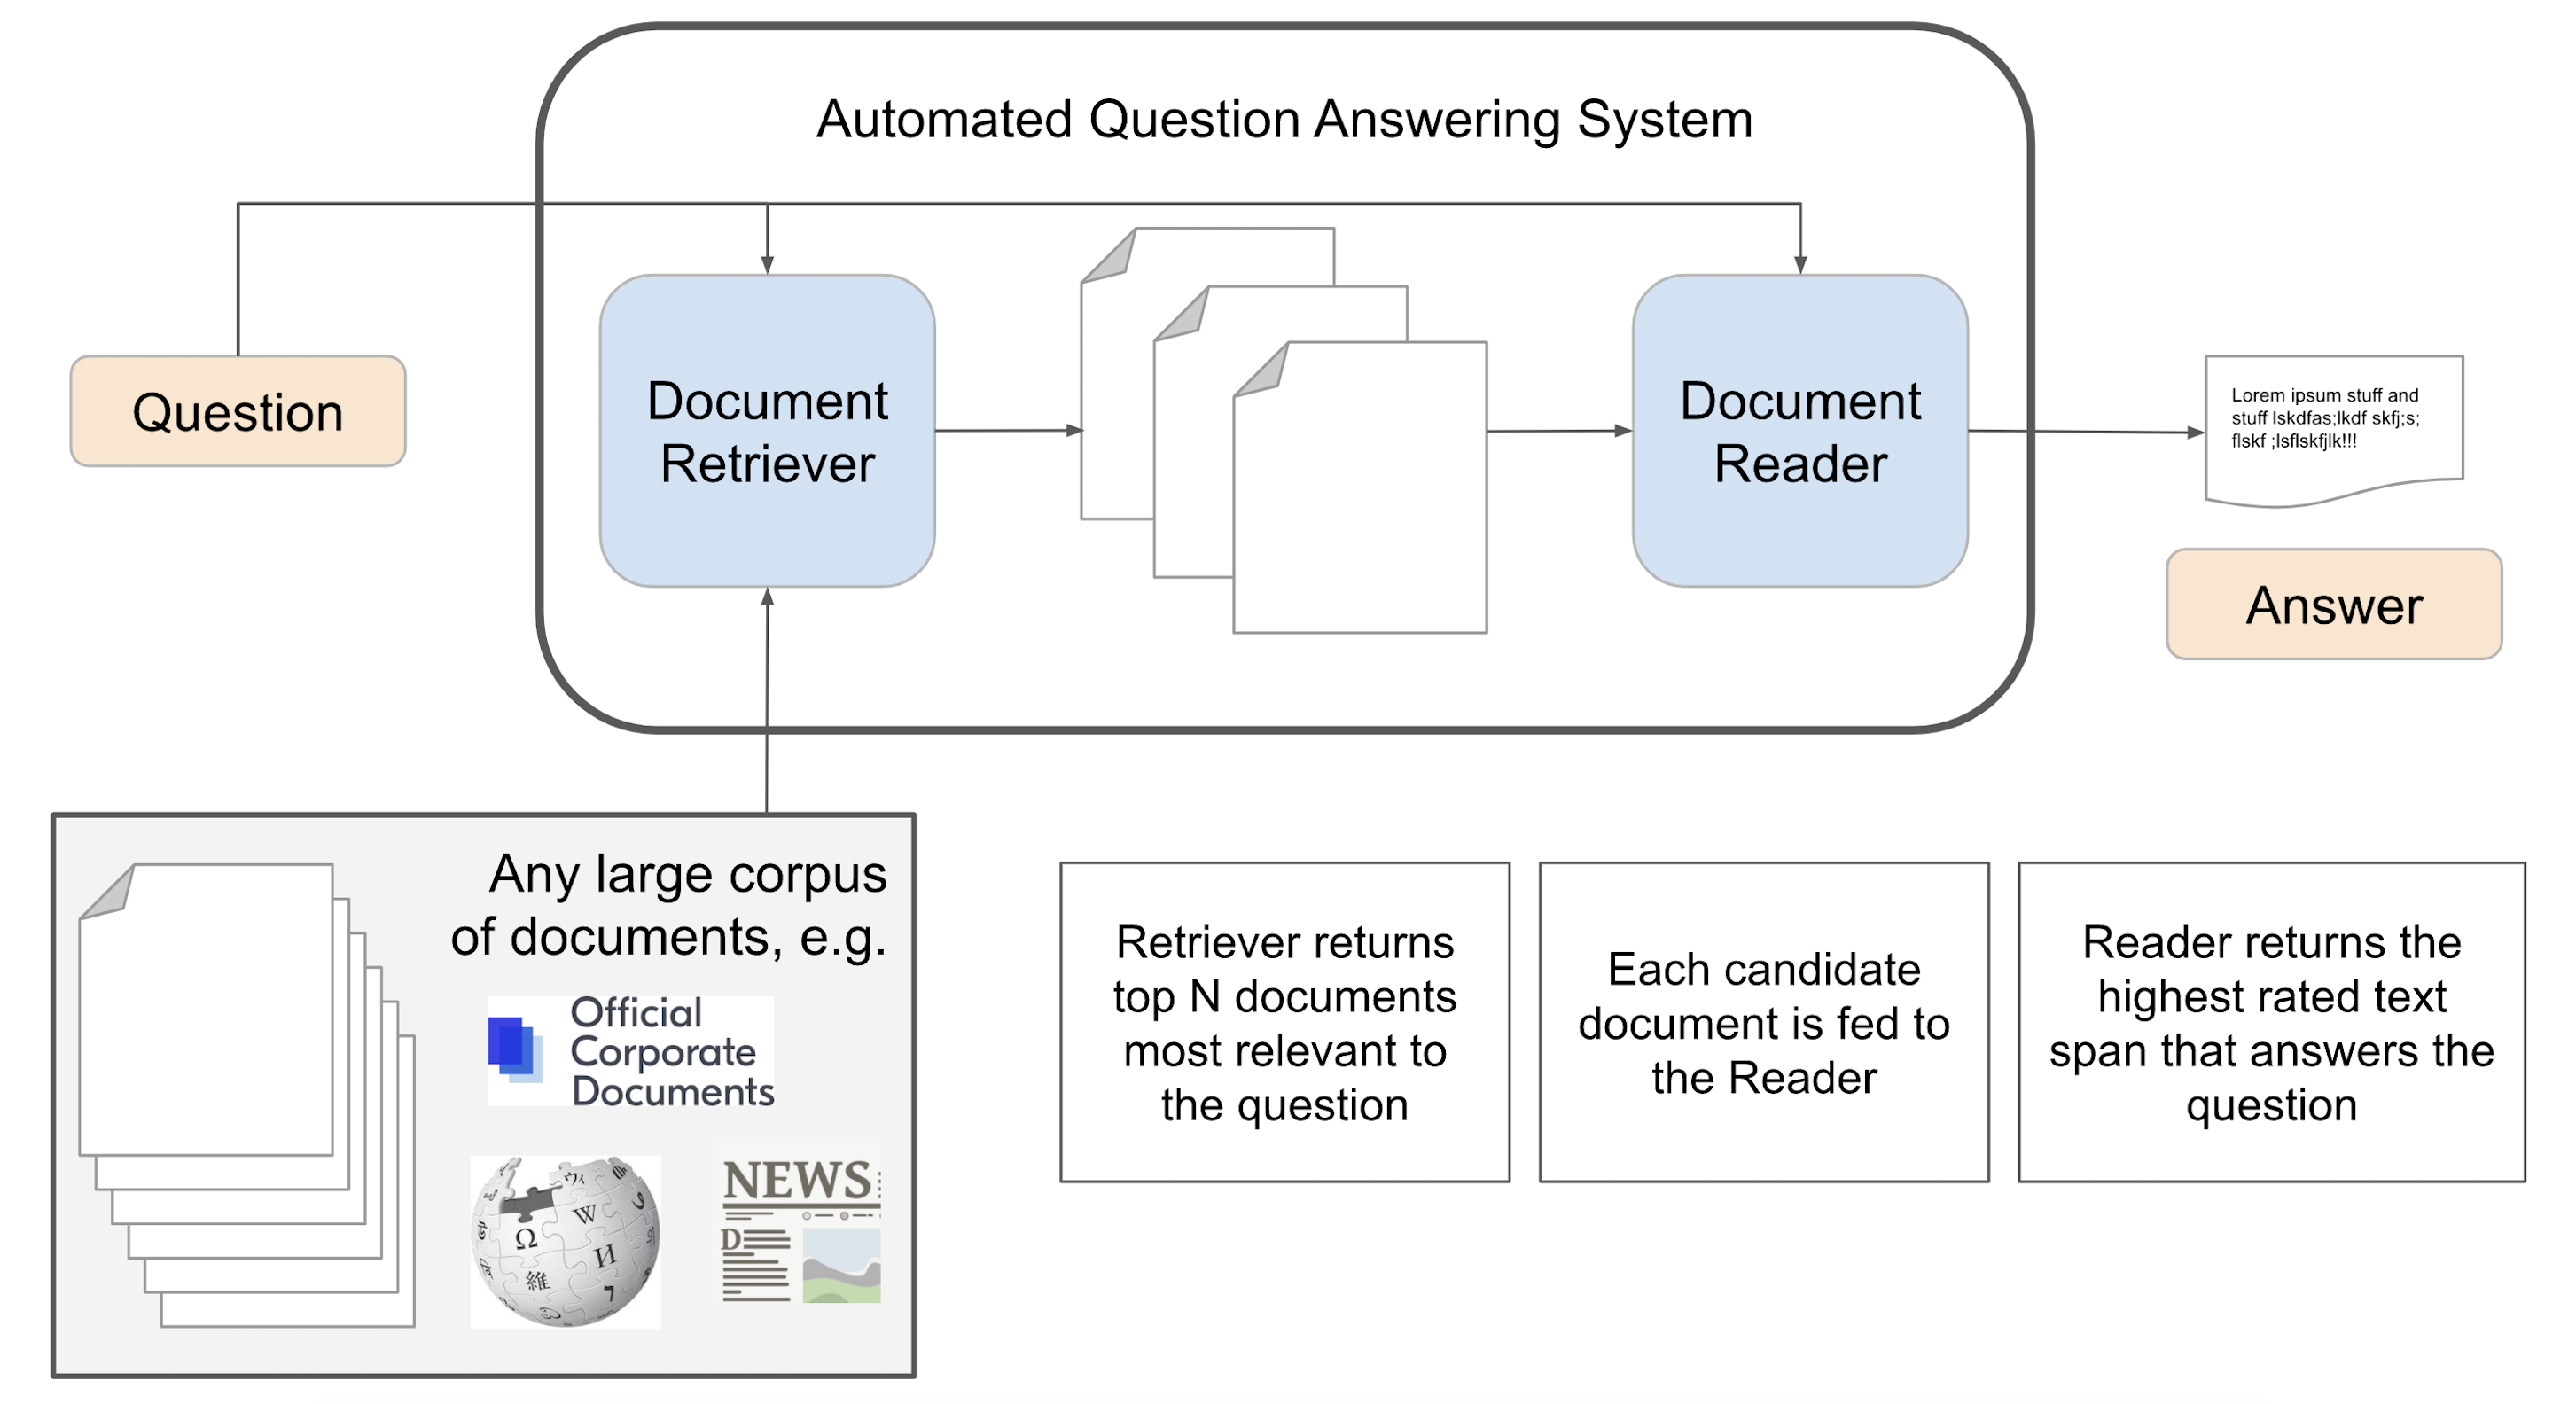 Automated Question Answering System
Question
Document
Retriever
Document
Reader
Lorem ipsum stuff and
stuff lskdfas;lkdf skfj;s;
flskf ;lsflskfjlk!!!
Answer
Any large corpus
of documents, e.g.
Official
Corporate
Documents
Ω
W
И
維
NEWS
D
Retriever returns
top N documents
most relevant to
the question
Each candidate
document is fed to
the Reader
Reader returns the
highest rated text
span that answers the
question